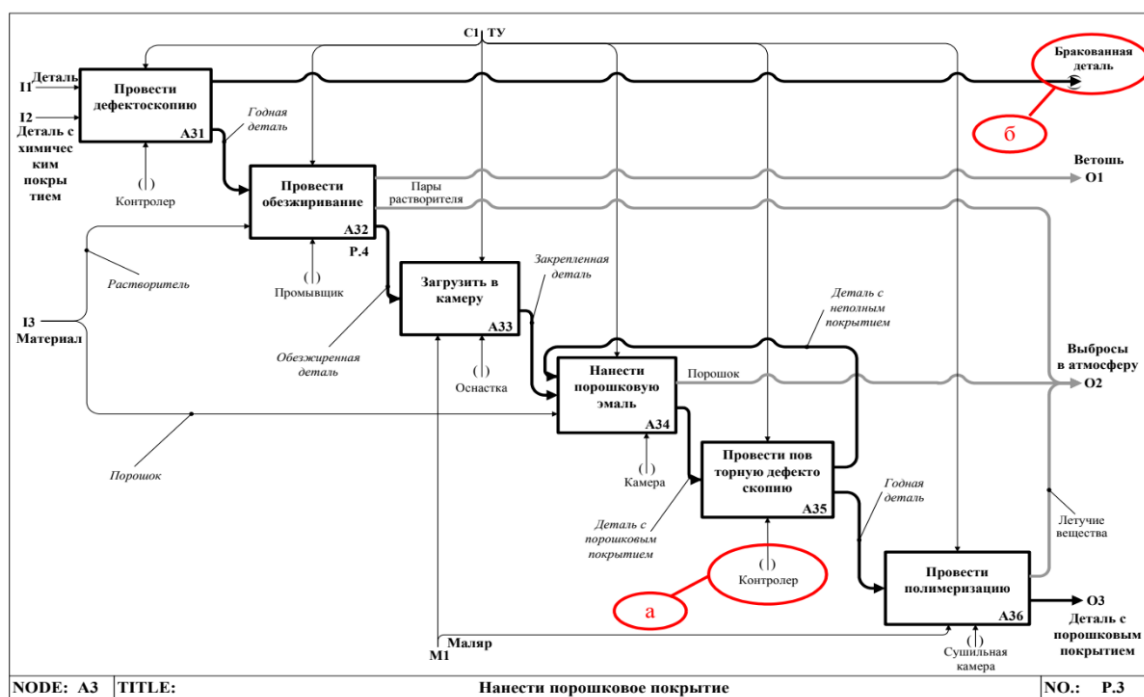 C1 ТУ
Деталь
I1
I2
Деталь с
химичес
ким
покры
тием
Провести
дефектоскопию
A31
( )
Контролер
Годная
деталь
Бракованная
деталь
( )
б
Провести
обезжиривание
A32
P.4
( )
Промывщик
Пары
растворителя
Ветошь
O1
Растворитель
I3
Материал
Обезжиренная
деталь
Загрузить в
камеру
A33
( )
Оснастка
Закрепленная
деталь
Деталь с
неполным
покрытием
Нанести
порошковую
эмаль
A34
Порошок
( )
Камера
Выбросы
в атмосферу
O2
Порошок
Деталь с
порошковым
покрытием
Провести пов
торную дефекто
скопию
A35
( )
Контролер
а
Годная
деталь
Летучие
вещества
Провести
полимеризацию
A36
( )
Сушильная
камера
O3
Деталь с
порошковым
покрытием
Маляр
M1
NODE: A3 TITLE: Нанести порошковое покрытие NO.: P.3